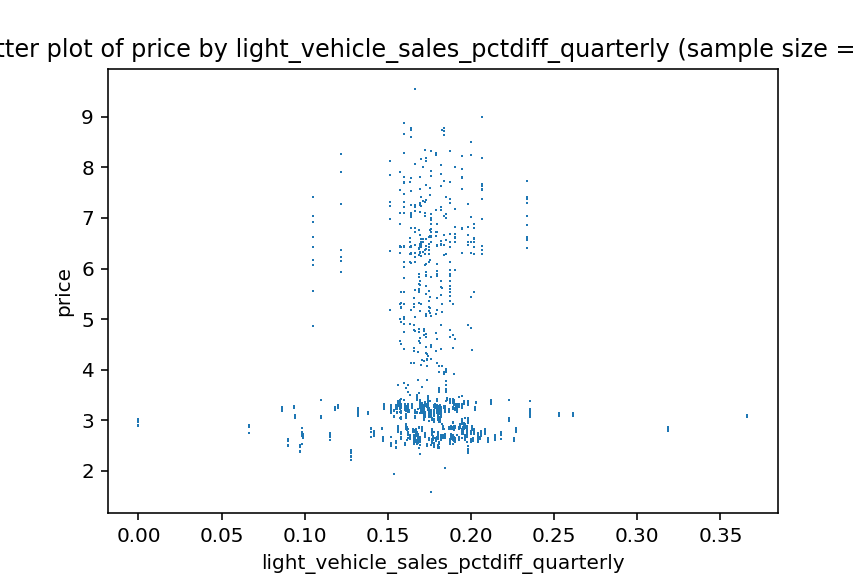 tter plot of price by light_vehicle_sales_pctdiff_quarterly (sample size =
9
8
7
6
5
4
3
2
price
0.00 0.05 0.10 0.15 0.20 0.25 0.30 0.35
light_vehicle_sales_pctdiff_quarterly